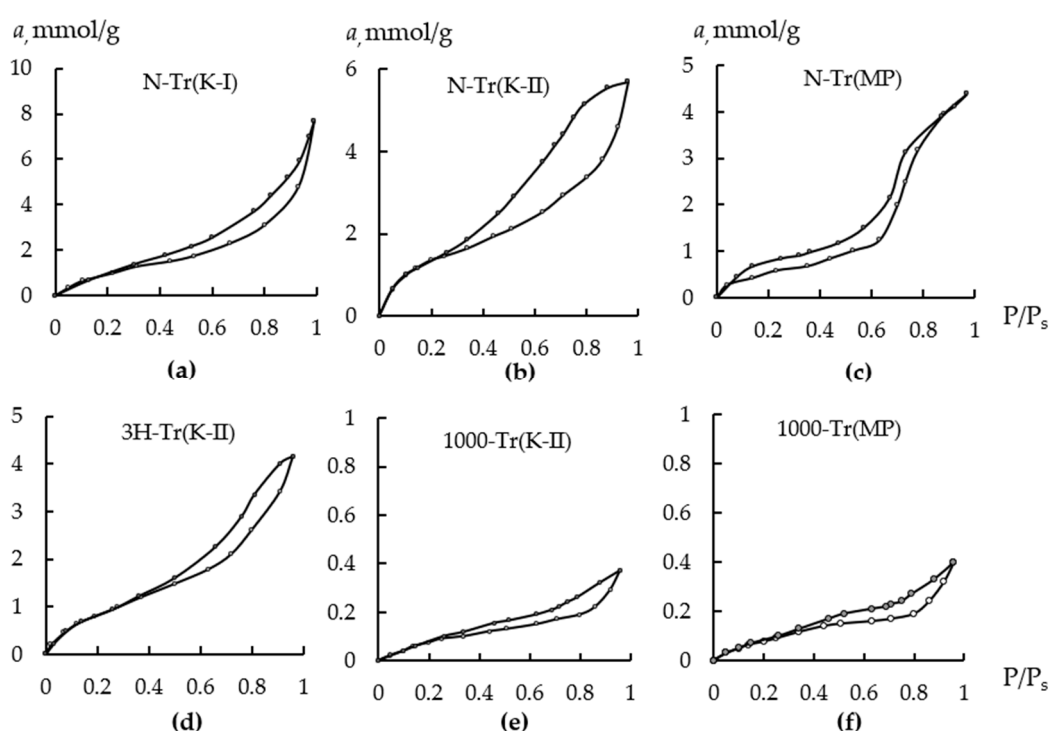 a, mmol/g
a, mmol/g
a, mmol/g
N-Tr(K-I)
10
8
6
4
2
0
0 0.2 0.4 0.6 0.8 1
(a)
N-Tr(K-II)
6
4
2
0
0 0.2 0.4 0.6 0.8 1
(b)
N-Tr(MP)
5
4
3
2
1
0
0 0.2 0.4 0.6 0.8 1
P/Ps
(c)
3H-Tr(K-II)
5
4
3
2
1
0
0 0.2 0.4 0.6 0.8 1
(d)
1000-Tr(K-II)
1
0.8
0.6
0.4
0.2
0
0 0.2 0.4 0.6 0.8 1
(e)
1000-Tr(MP)
1
0.8
0.6
0.4
0.2
0
0 0.2 0.4 0.6 0.8 1
P/Ps
(f)